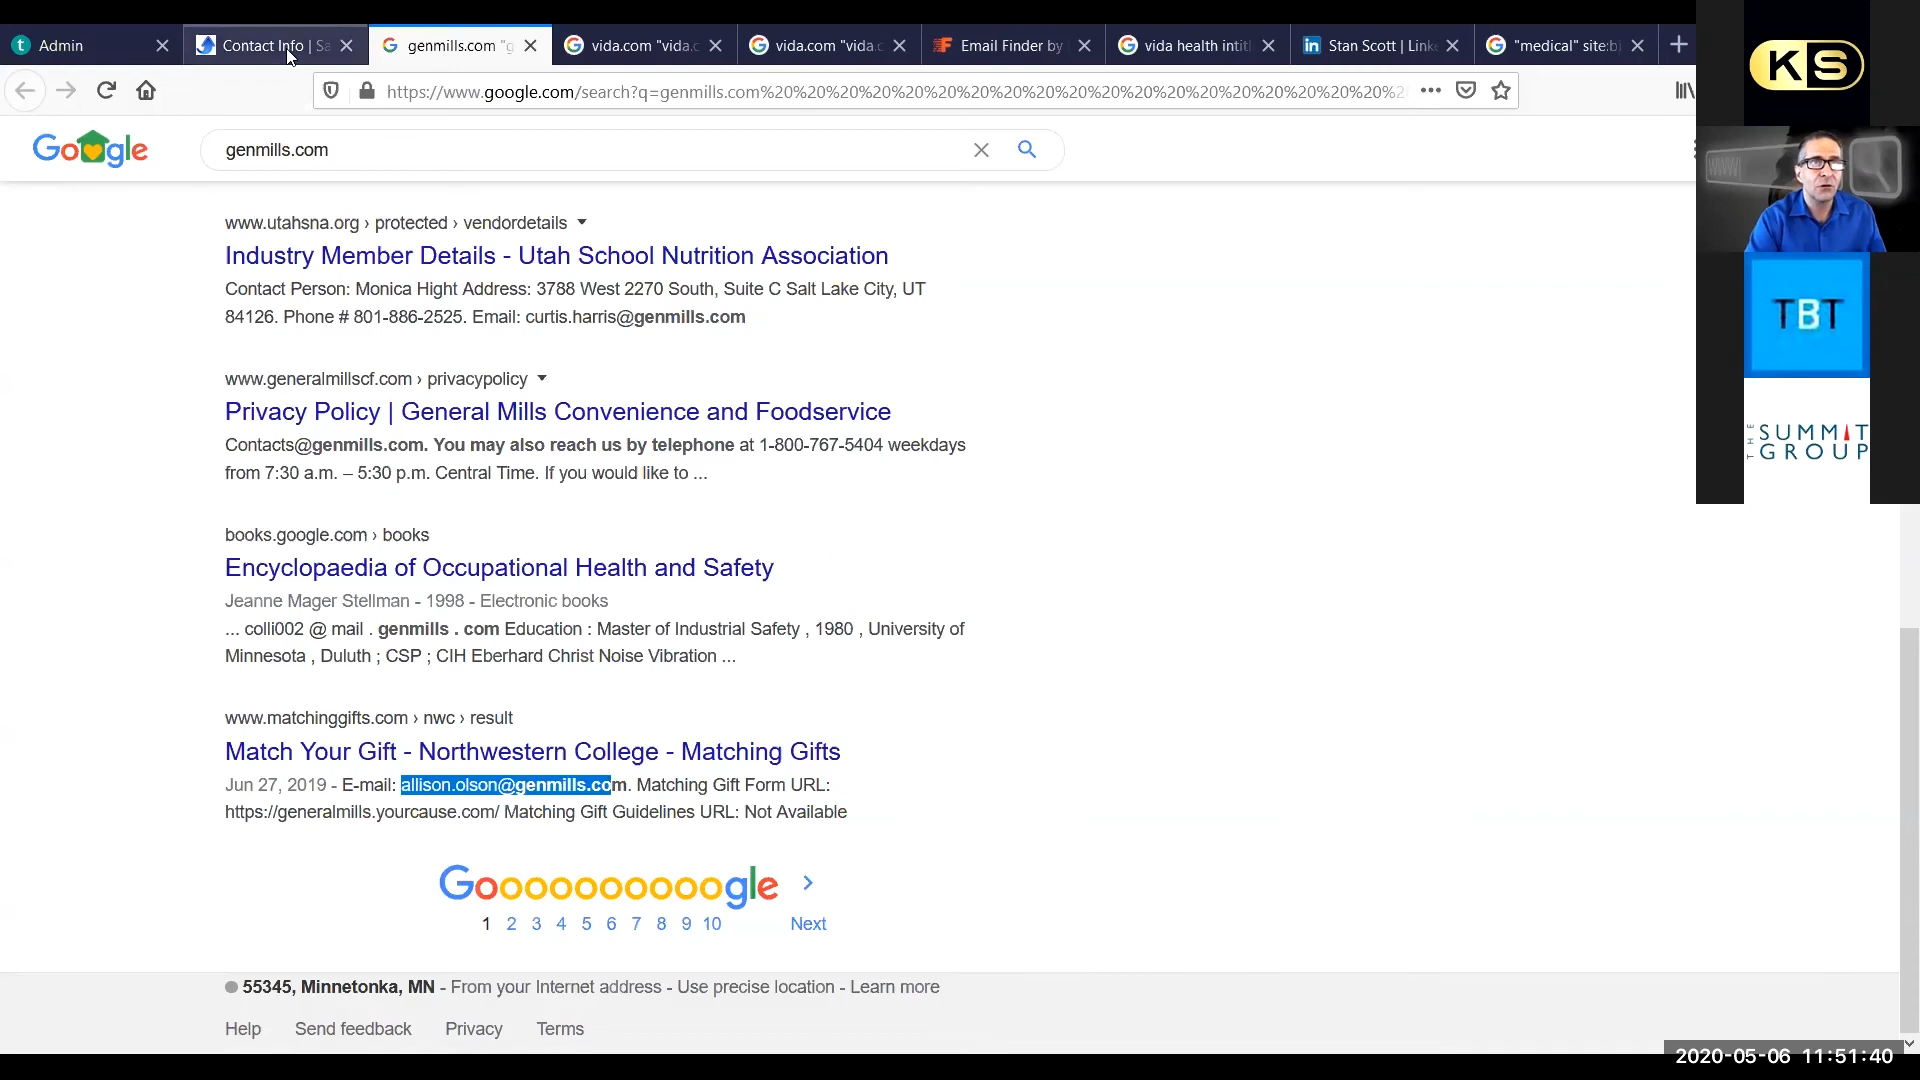 Admin
Contact Info | Sa
genmills.com "g
vida.com "vida.c
vida.com "vida.c
Email Finder by
vida health intitl
Stan Scott | Linke
"medical" site:b
https://www.google.com/search?q=genmills.com%20%20%20%20%20%20%20%20%20%20%20%20%20%20%20%20%20%20%20%2
Google
genmills.com
www.utahsna.org › protected › vendordetails
Industry Member Details - Utah School Nutrition Association
Contact Person: Monica Hight Address: 3788 West 2270 South, Suite C Salt Lake City, UT
84126. Phone # 801-886-2525. Email: curtis.harris@genmills.com
www.generalmillscf.com › privacypolicy
Privacy Policy | General Mills Convenience and Foodservice
Contacts@genmills.com. You may also reach us by telephone at 1-800-767-5404 weekdays
from 7:30 a.m. – 5:30 p.m. Central Time. If you would like to ...
books.google.com › books
Encyclopaedia of Occupational Health and Safety
Jeanne Mager Stellman - 1998 - Electronic books
... colli002 @ mail . genmills . com Education : Master of Industrial Safety , 1980 , University of
Minnesota , Duluth ; CSP ; CIH Eberhard Christ Noise Vibration ...
www.matchinggifts.com › nwc › result
Match Your Gift - Northwestern College - Matching Gifts
Jun 27, 2019 - E-mail: allison.olson@genmills.com. Matching Gift Form URL:
https://generalmills.yourcause.com/ Matching Gift Guidelines URL: Not Available
Goooooooooogle
1 2 3 4 5 6 7 8 9 10 Next
55345, Minnetonka, MN - From your Internet address - Use precise location - Learn more
Help Send feedback Privacy Terms
KS
TBT
THE SUMMIT
GROUP
2020-05-06 11:51:40